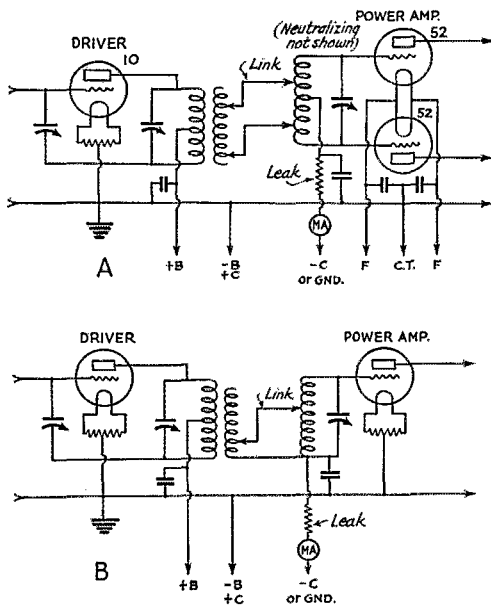 POWER AMP.
(Neutralizing
not shown)
52
DRIVER
10
Link
52
Leak
MA
A
+B
-B
+C
-C
or GND.
F
C.T.
F
DRIVER
POWER AMP.
Link
Leak
MA
B
+B
-B
+C
-C
or GND.